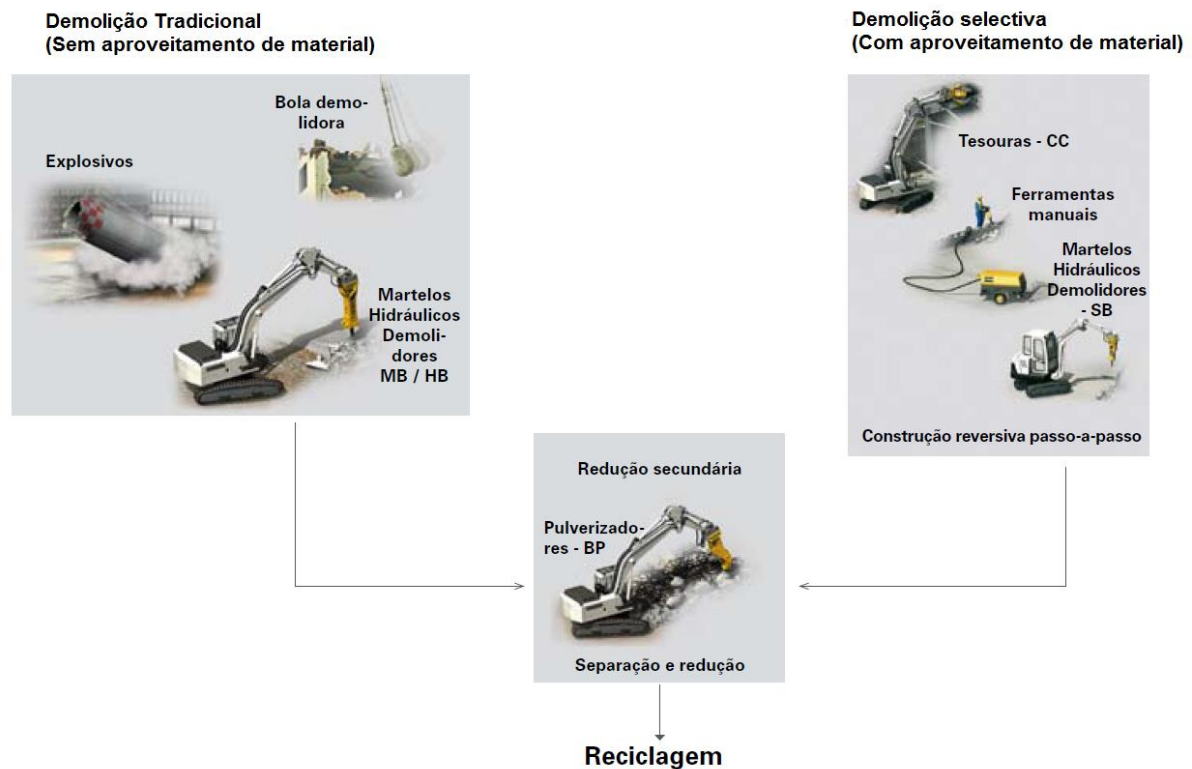 Demolição Tradicional
(Sem aproveitamento de material)
Bola demo-
lidora
Explosivos
Martelos
Hidráulicos
Demoli-
dores
MB / HB
Demolição selectiva
(Com aproveitamento de material)
Tesouras - CC
Ferramentas
manuais
Martelos
Hidráulicos
Demolidores
- SB
Construção reversiva passo-a-passo
Redução secundária
Pulverizado-
res - BP
Separação e redução
Reciclagem